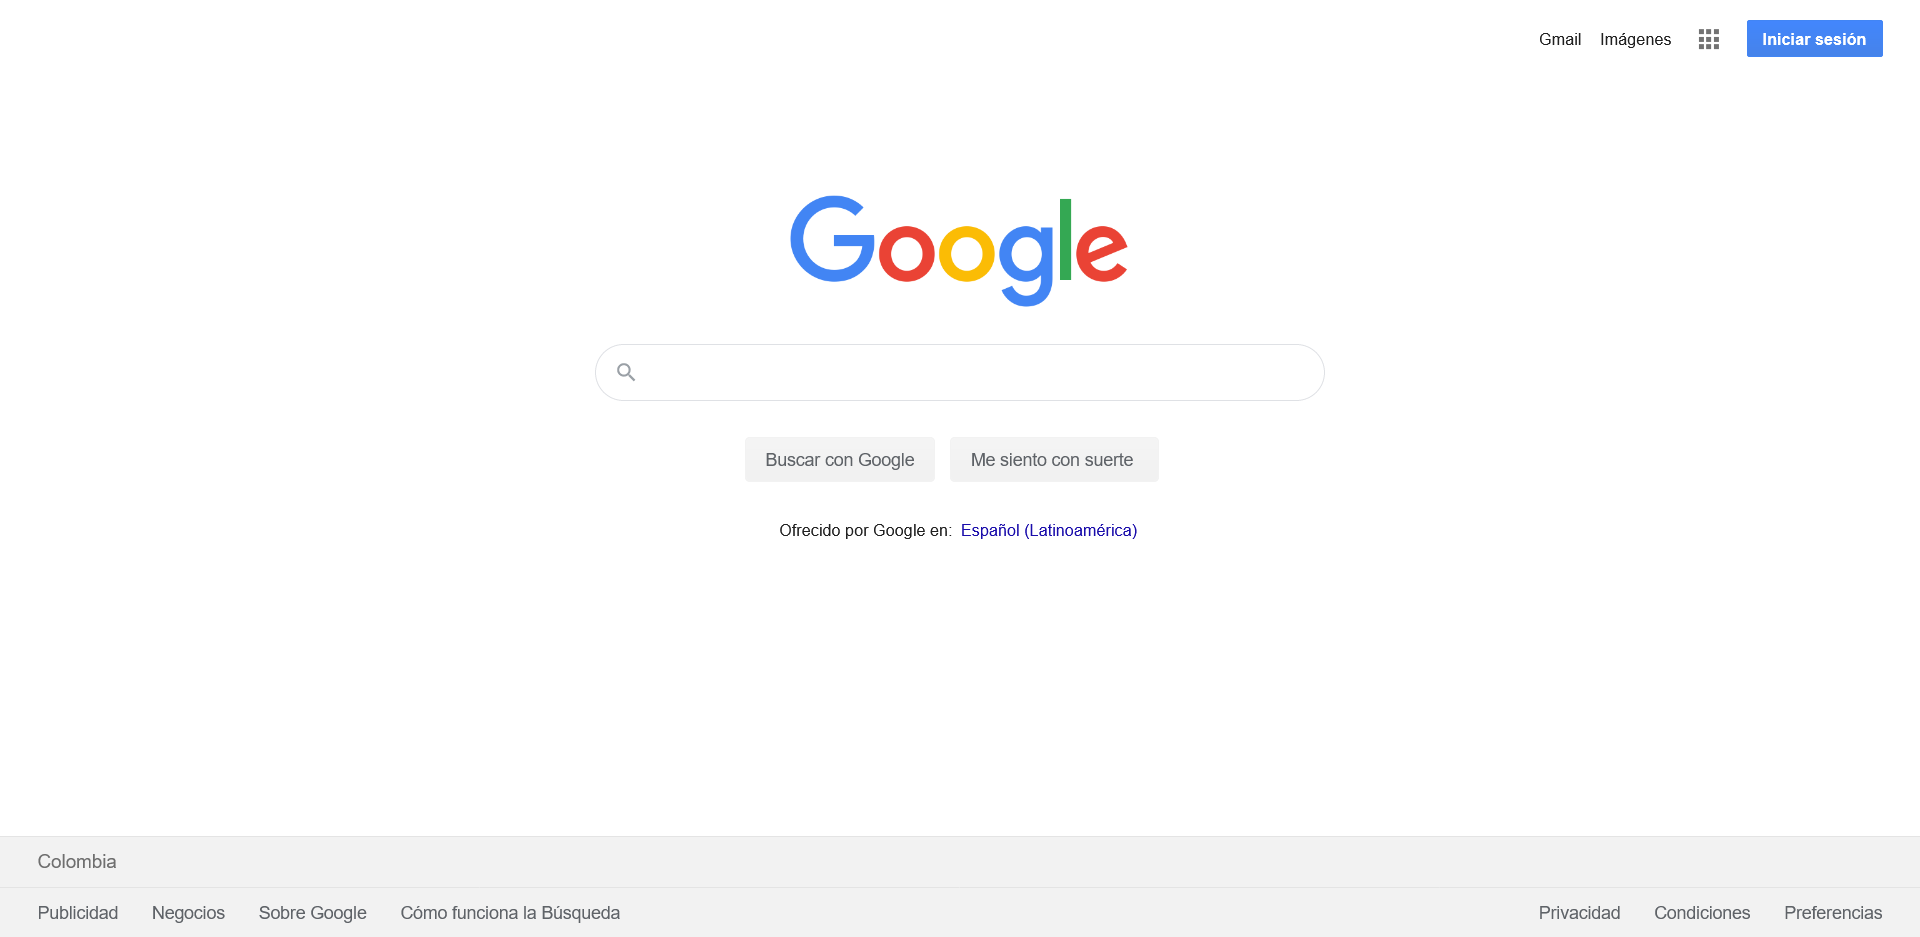 Gmail Imágenes Iniciar sesión
Google
Buscar con Google Me siento con suerte
Ofrecido por Google en: Español (Latinoamérica)
Colombia
Publicidad Negocios Sobre Google Cómo funciona la Búsqueda Privacidad Condiciones Preferencias